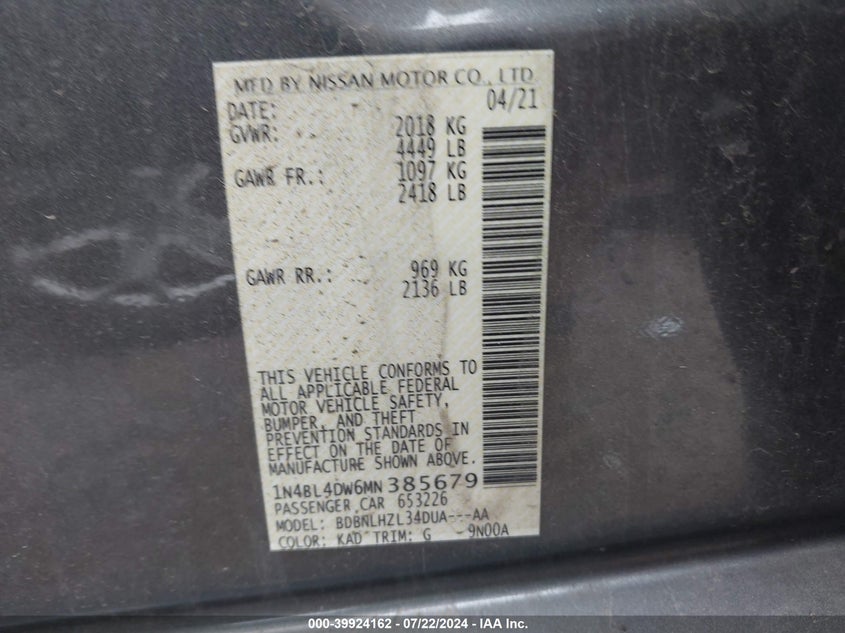 MFD BY NISSAN MOTOR CO., LTD
DATE: 04/21
GVWR: 2018 KG
4449 LB
GAWR FR.: 1097 KG
2418 LB
GAWR RR.: 969 KG
2136 LB
THIS VEHICLE CONFORMS TO
ALL APPLICABLE FEDERAL
MOTOR VEHICLE SAFETY,
BUMPER, AND THEFT
PREVENTION STANDARDS IN
EFFECT ON THE DATE OF
MANUFACTURE SHOWN ABOVE.
1N4BL4DW6MN385679
PASSENGER CAR 653226
MODEL: BDBNLHZL34DUA---AA
COLOR: KAD TRIM: G 9N00A
000-39924162 - 07/22/2024 - IAA Inc.